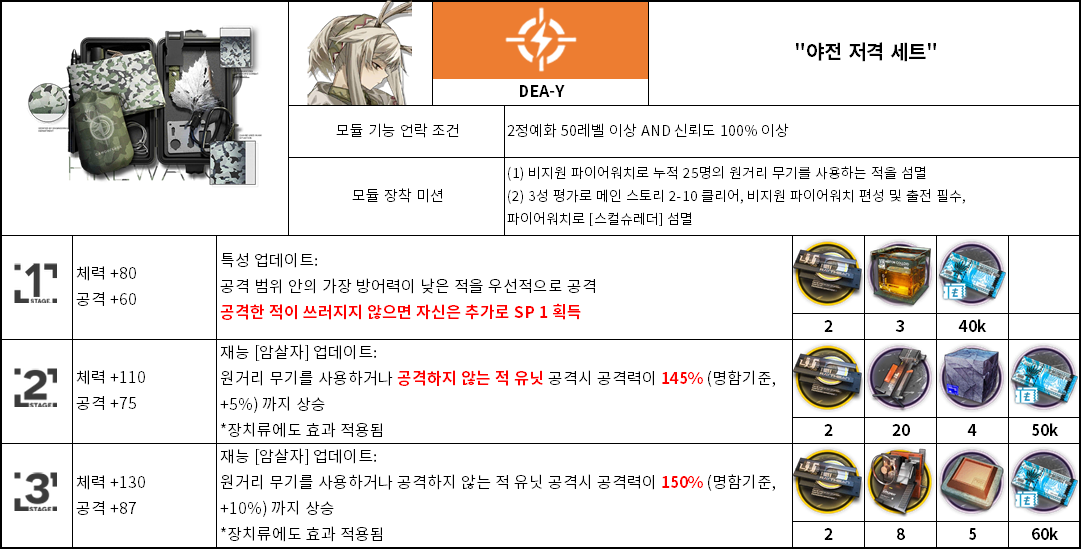 "야전 저격 세트"
DEA-Y
모듈 기능 언락 조건
2정예화 50레벨 이상 AND 신뢰도 100% 이상
모듈 장착 미션
(1) 비지원 파이어워치로 누적 25명의 원거리 무기를 사용하는 적을 섬멸
(2) 3성 평가로 메인 스토리 2-10 클리어, 비지원 파이어워치 편성 및 출전 필수,
파이어워치로 [스컬슈레더] 섬멸
1
STAGE
체력 +80
공격 +60
특성 업데이트:
공격 범위 안의 가장 방어력이 낮은 적을 우선적으로 공격
공격한 적이 쓰러지지 않으면 자신은 추가로 SP 1 획득
2
3
40k
2
STAGE
체력 +110
공격 +75
재능 [암살자] 업데이트:
원거리 무기를 사용하거나 공격하지 않는 적 유닛 공격시 공격력이 145% (명함기준,
+5%) 까지 상승
*장치류에도 효과 적용됨
2
20
4
50k
3
STAGE
체력 +130
공격 +87
재능 [암살자] 업데이트:
원거리 무기를 사용하거나 공격하지 않는 적 유닛 공격시 공격력이 150% (명함기준,
+10%) 까지 상승
*장치류에도 효과 적용됨
2
8
5
60k